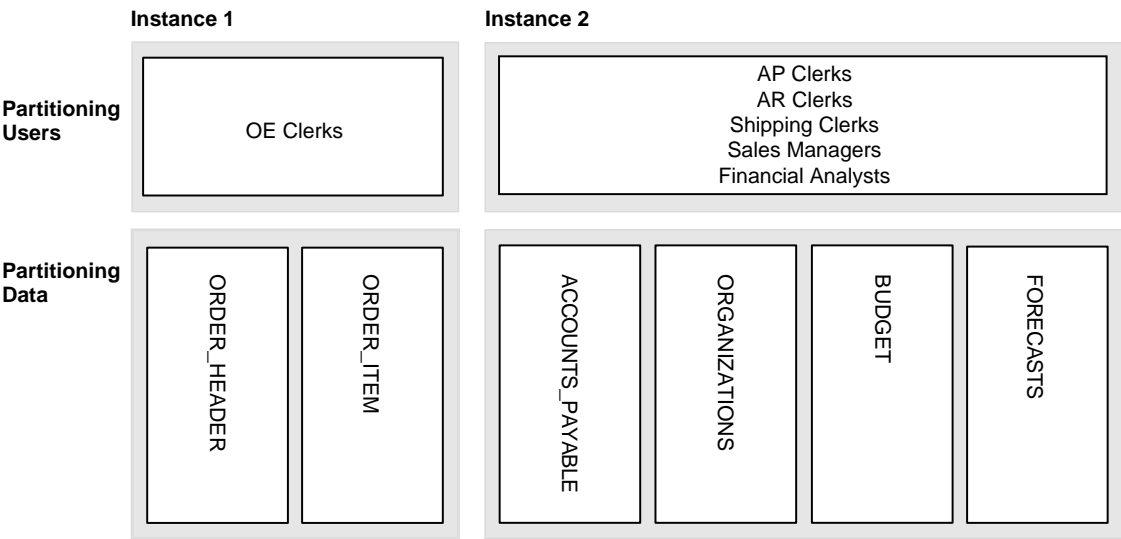 Instance 1
Instance 2
Partitioning
Users
OE Clerks
AP Clerks
AR Clerks
Shipping Clerks
Sales Managers
Financial Analysts
Partitioning
Data
ORDER_HEADER
ORDER_ITEM
ACCOUNTS_PAYABLE
ORGANIZATIONS
BUDGET
FORECASTS